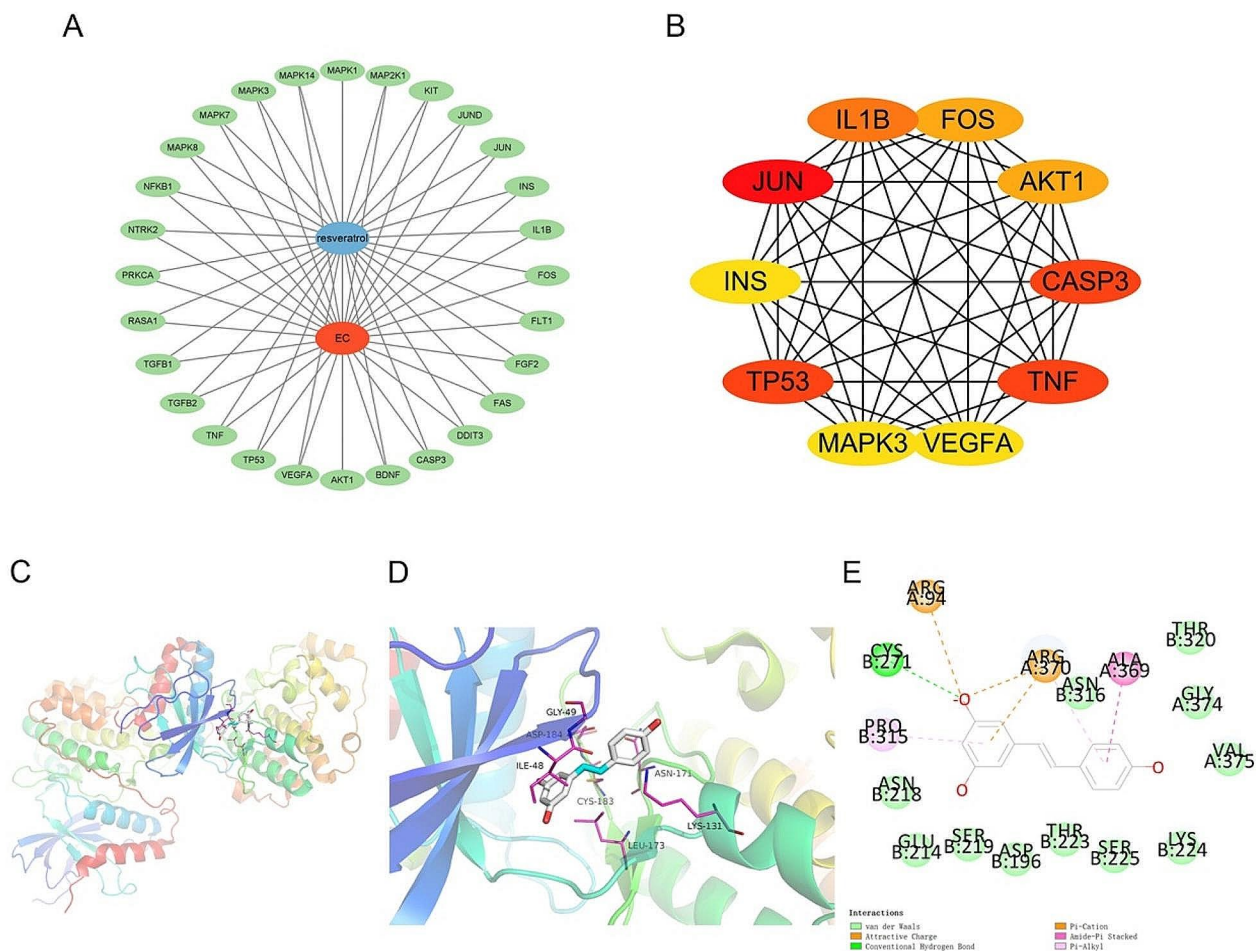 A
MAPK1
MAPK14
MAP2K1
MAPK3
KIT
MAPK7
JUND
MAPK8
JUN
NFKB1
INS
NTRK2
IL1B
resveratrol
PRKCA
FOS
RASA1
FLT1
EC
TGFB1
FGF2
TGFB2
FAS
TNF
DDIT3
TP53
CASP3
VEGFA
AKT1
BDNF
B
IL1B
FOS
JUN
AKT1
INS
CASP3
TP53
TNF
MAPK3
VEGFA
C
D
GLY-49
ASP-184
ILE-48
ASN-171
CYS-183
LYS-131
LEU-173
E
ARG
A:94
THR
B:320
CYS
B:271
ARG
A:370
ALA
A:369
ASN
B:316
GLY
A:374
-O
PRO
B:315
VAL
A:375
O
O
ASN
B:218
GLU
B:214
SER
B:219
ASP
B:196
THR
B:223
SER
B:225
LYS
B:224
Interactions
van der Waals
Attractive Charge
Conventional Hydrogen Bond
Pi-Cation
Amide-Pi Stacked
Pi-Alkyl